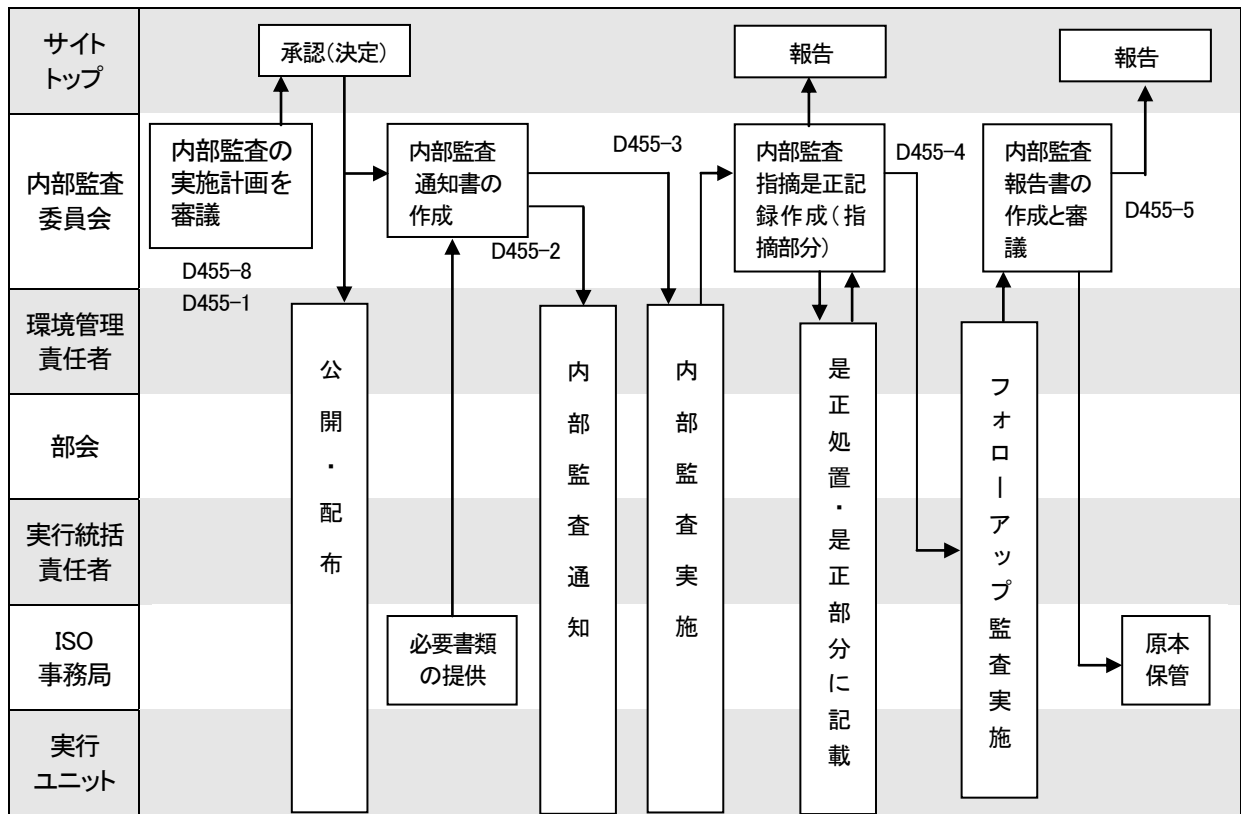 サイト
トップ
承認(決定)
報告
報告
内部監査
委員会
内部監査の
実施計画を
審議
D455-8
D455-1
内部監査
通知書の
作成
D455-2
D455-3
内部監査
指摘是正記
録作成(指
摘部分)
D455-4
内部監査
報告書の
作成と審
議
D455-5
環境管理
責任者
部会
実行統括
責任者
ISO
事務局
実行
ユニット
公開・配布
必要書類
の提供
内部監査通知
内部監査実施
是正処置・是正部分に記載
フォローアップ監査実施
原本
保管